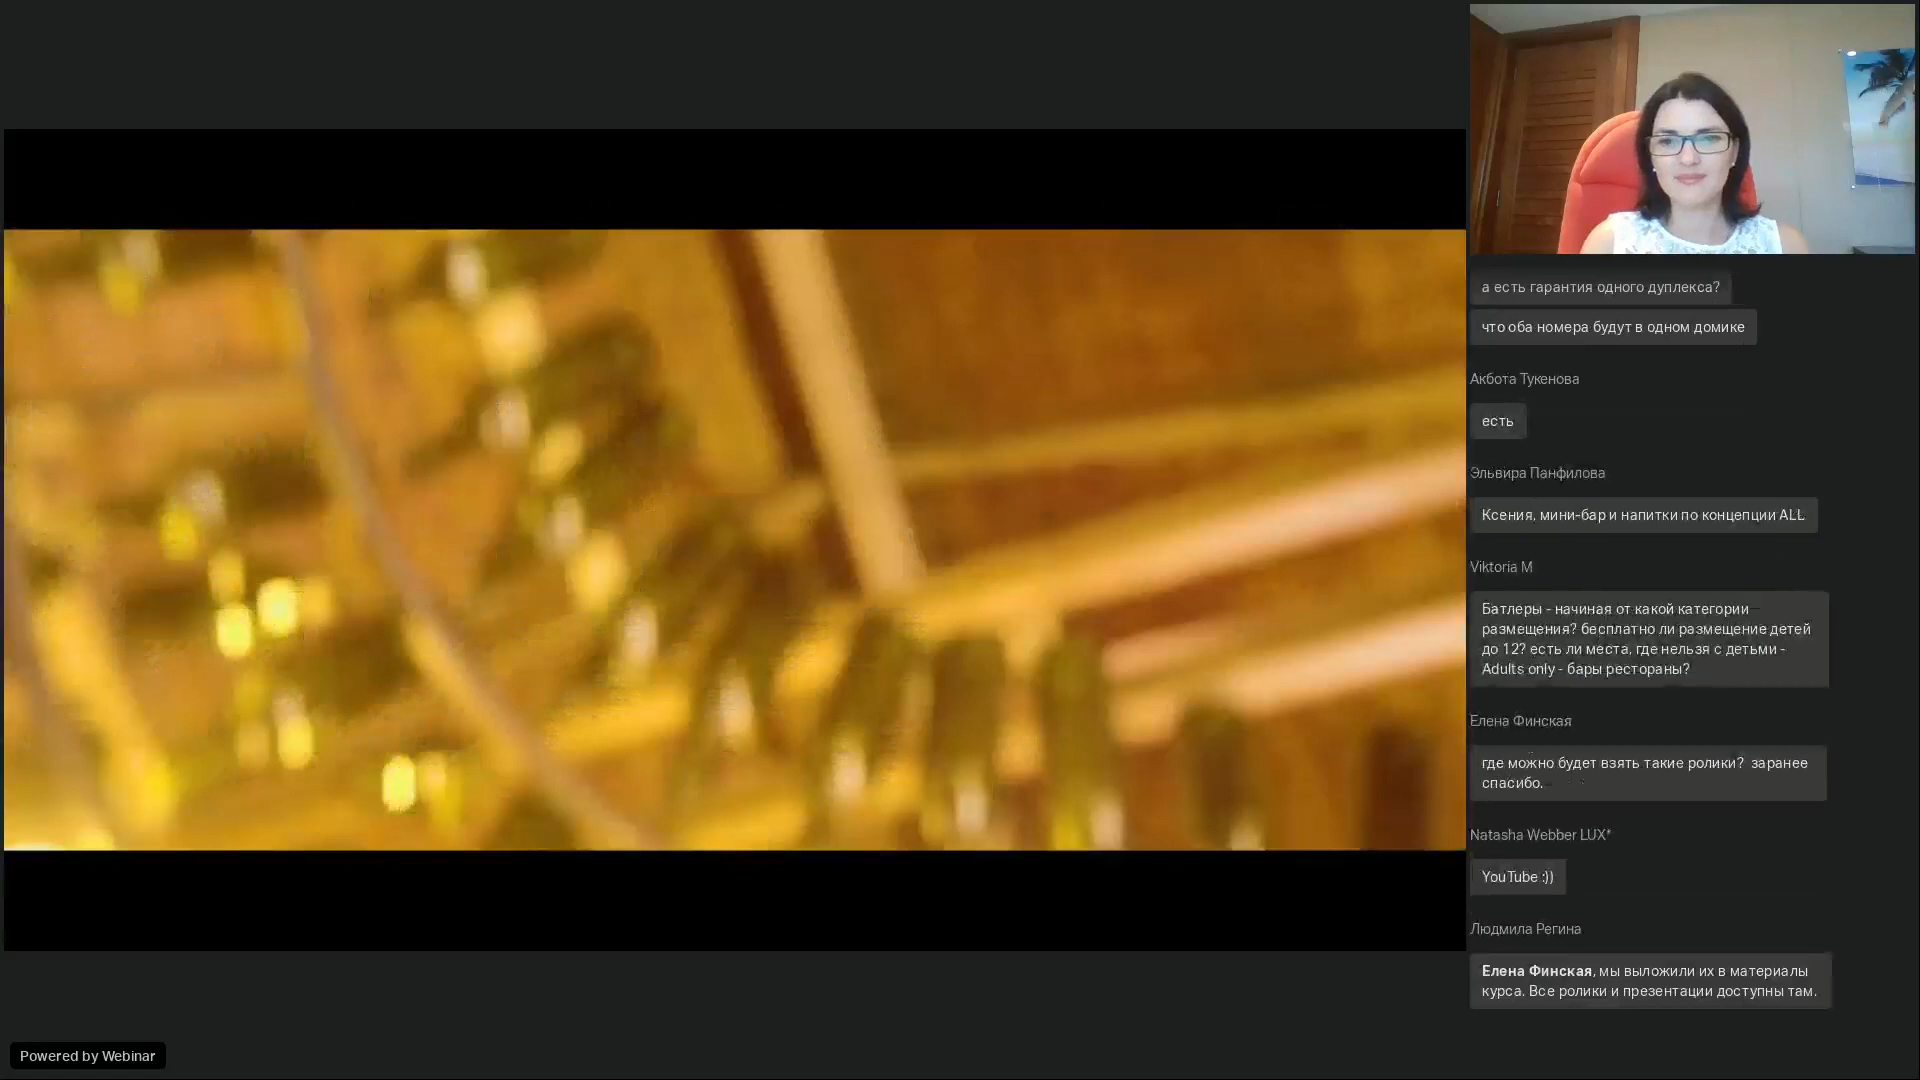 а есть гарантия одного дуплекса?
что оба номера будут в одном домике
Акбота Тукенова
есть
Эльвира Панфилова
Ксения, мини-бар и напитки по концепции ALL
Viktoria M
Батлеры - начиная от какой категории
размещения? бесплатно ли размещение детей
до 12? есть ли места, где нельзя с детьми -
Adults only - бары рестораны?
Елена Финская
где можно будет взять такие ролики? заранее
спасибо.
Natasha Webber LUX*
YouTube :))
Людмила Регина
Елена Финская, мы выложили их в материалы
курса. Все ролики и презентации доступны там.
Powered by Webinar